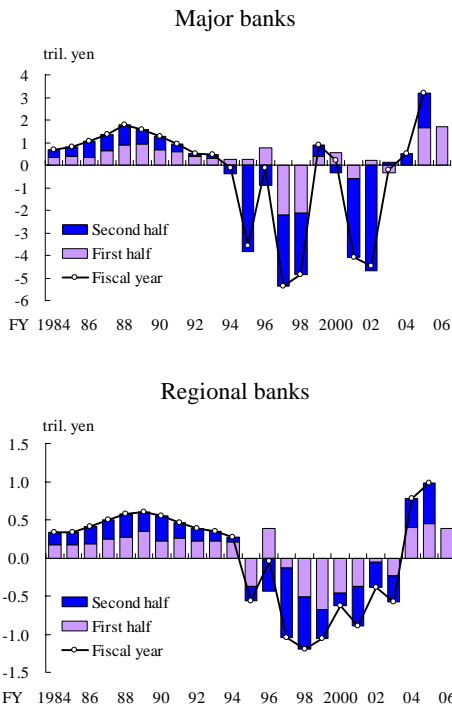 Major banks
tril. yen
4
3
2
1
0
-1
-2
-3
-4
-5
-6
Second half
First half
Fiscal year
FY 1984 86 88 90 92 94 96 98 2000 02 04 06
Regional banks
tril. yen
1.5
1.0
0.5
0.0
-0.5
-1.0
-1.5
Second half
First half
Fiscal year
FY 1984 86 88 90 92 94 96 98 2000 02 04 06